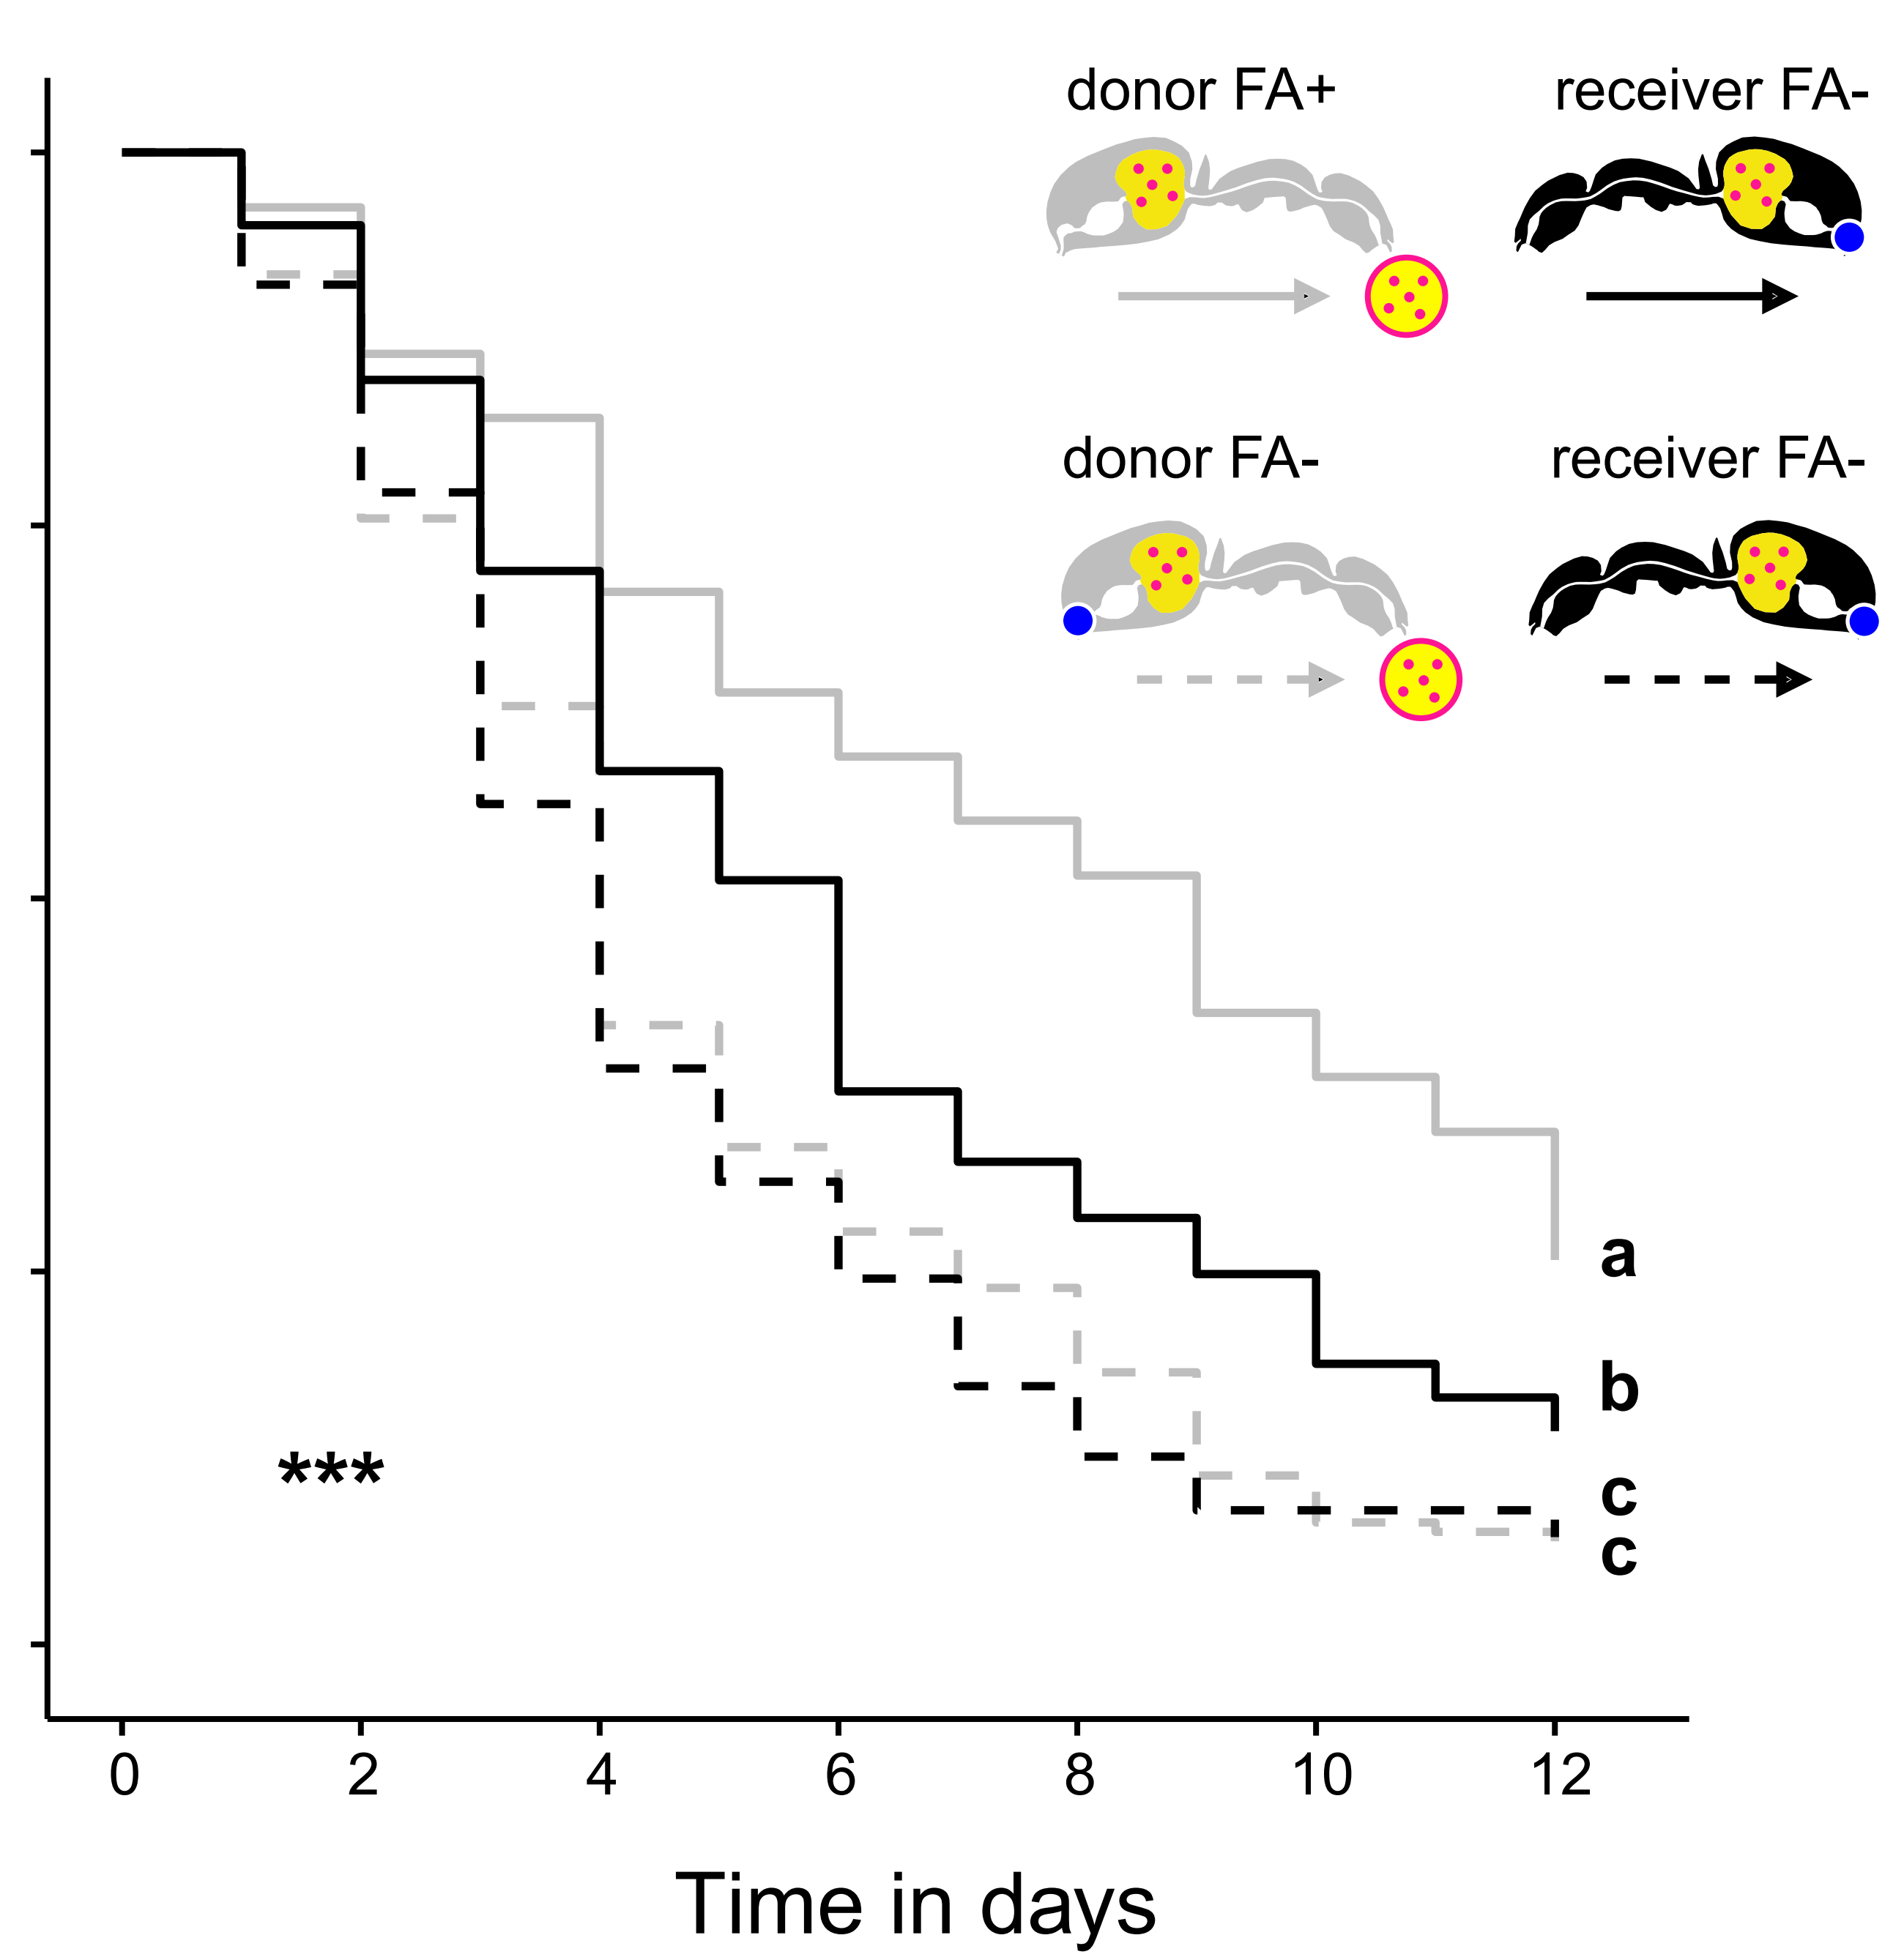 donor FA+ receiver FA-
donor FA- receiver FA-
a
b
c
c
***
0 2 4 6 8 10 12
Time in days